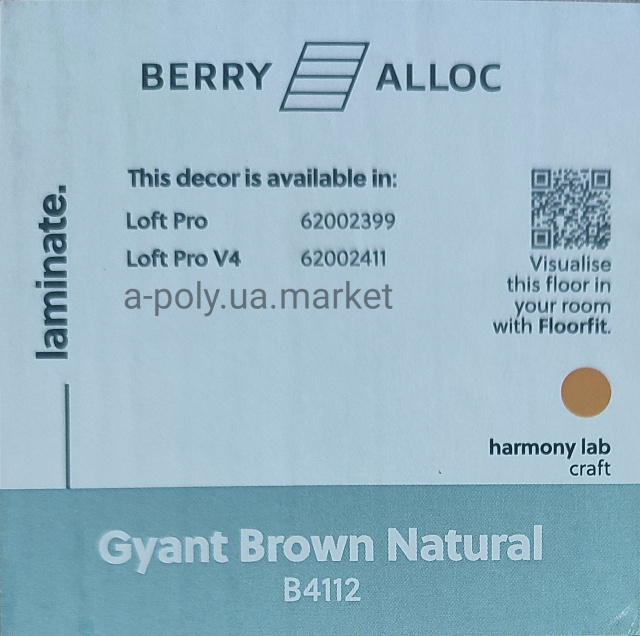 BERRY ALLOC
laminate.
This decor is available in:
Loft Pro 62002399
Loft Pro V4 62002411
a-poly.ua.market
Visualise
this floor in
your room
with Floorfit.
harmony lab
craft
Gyant Brown Natural
B4112